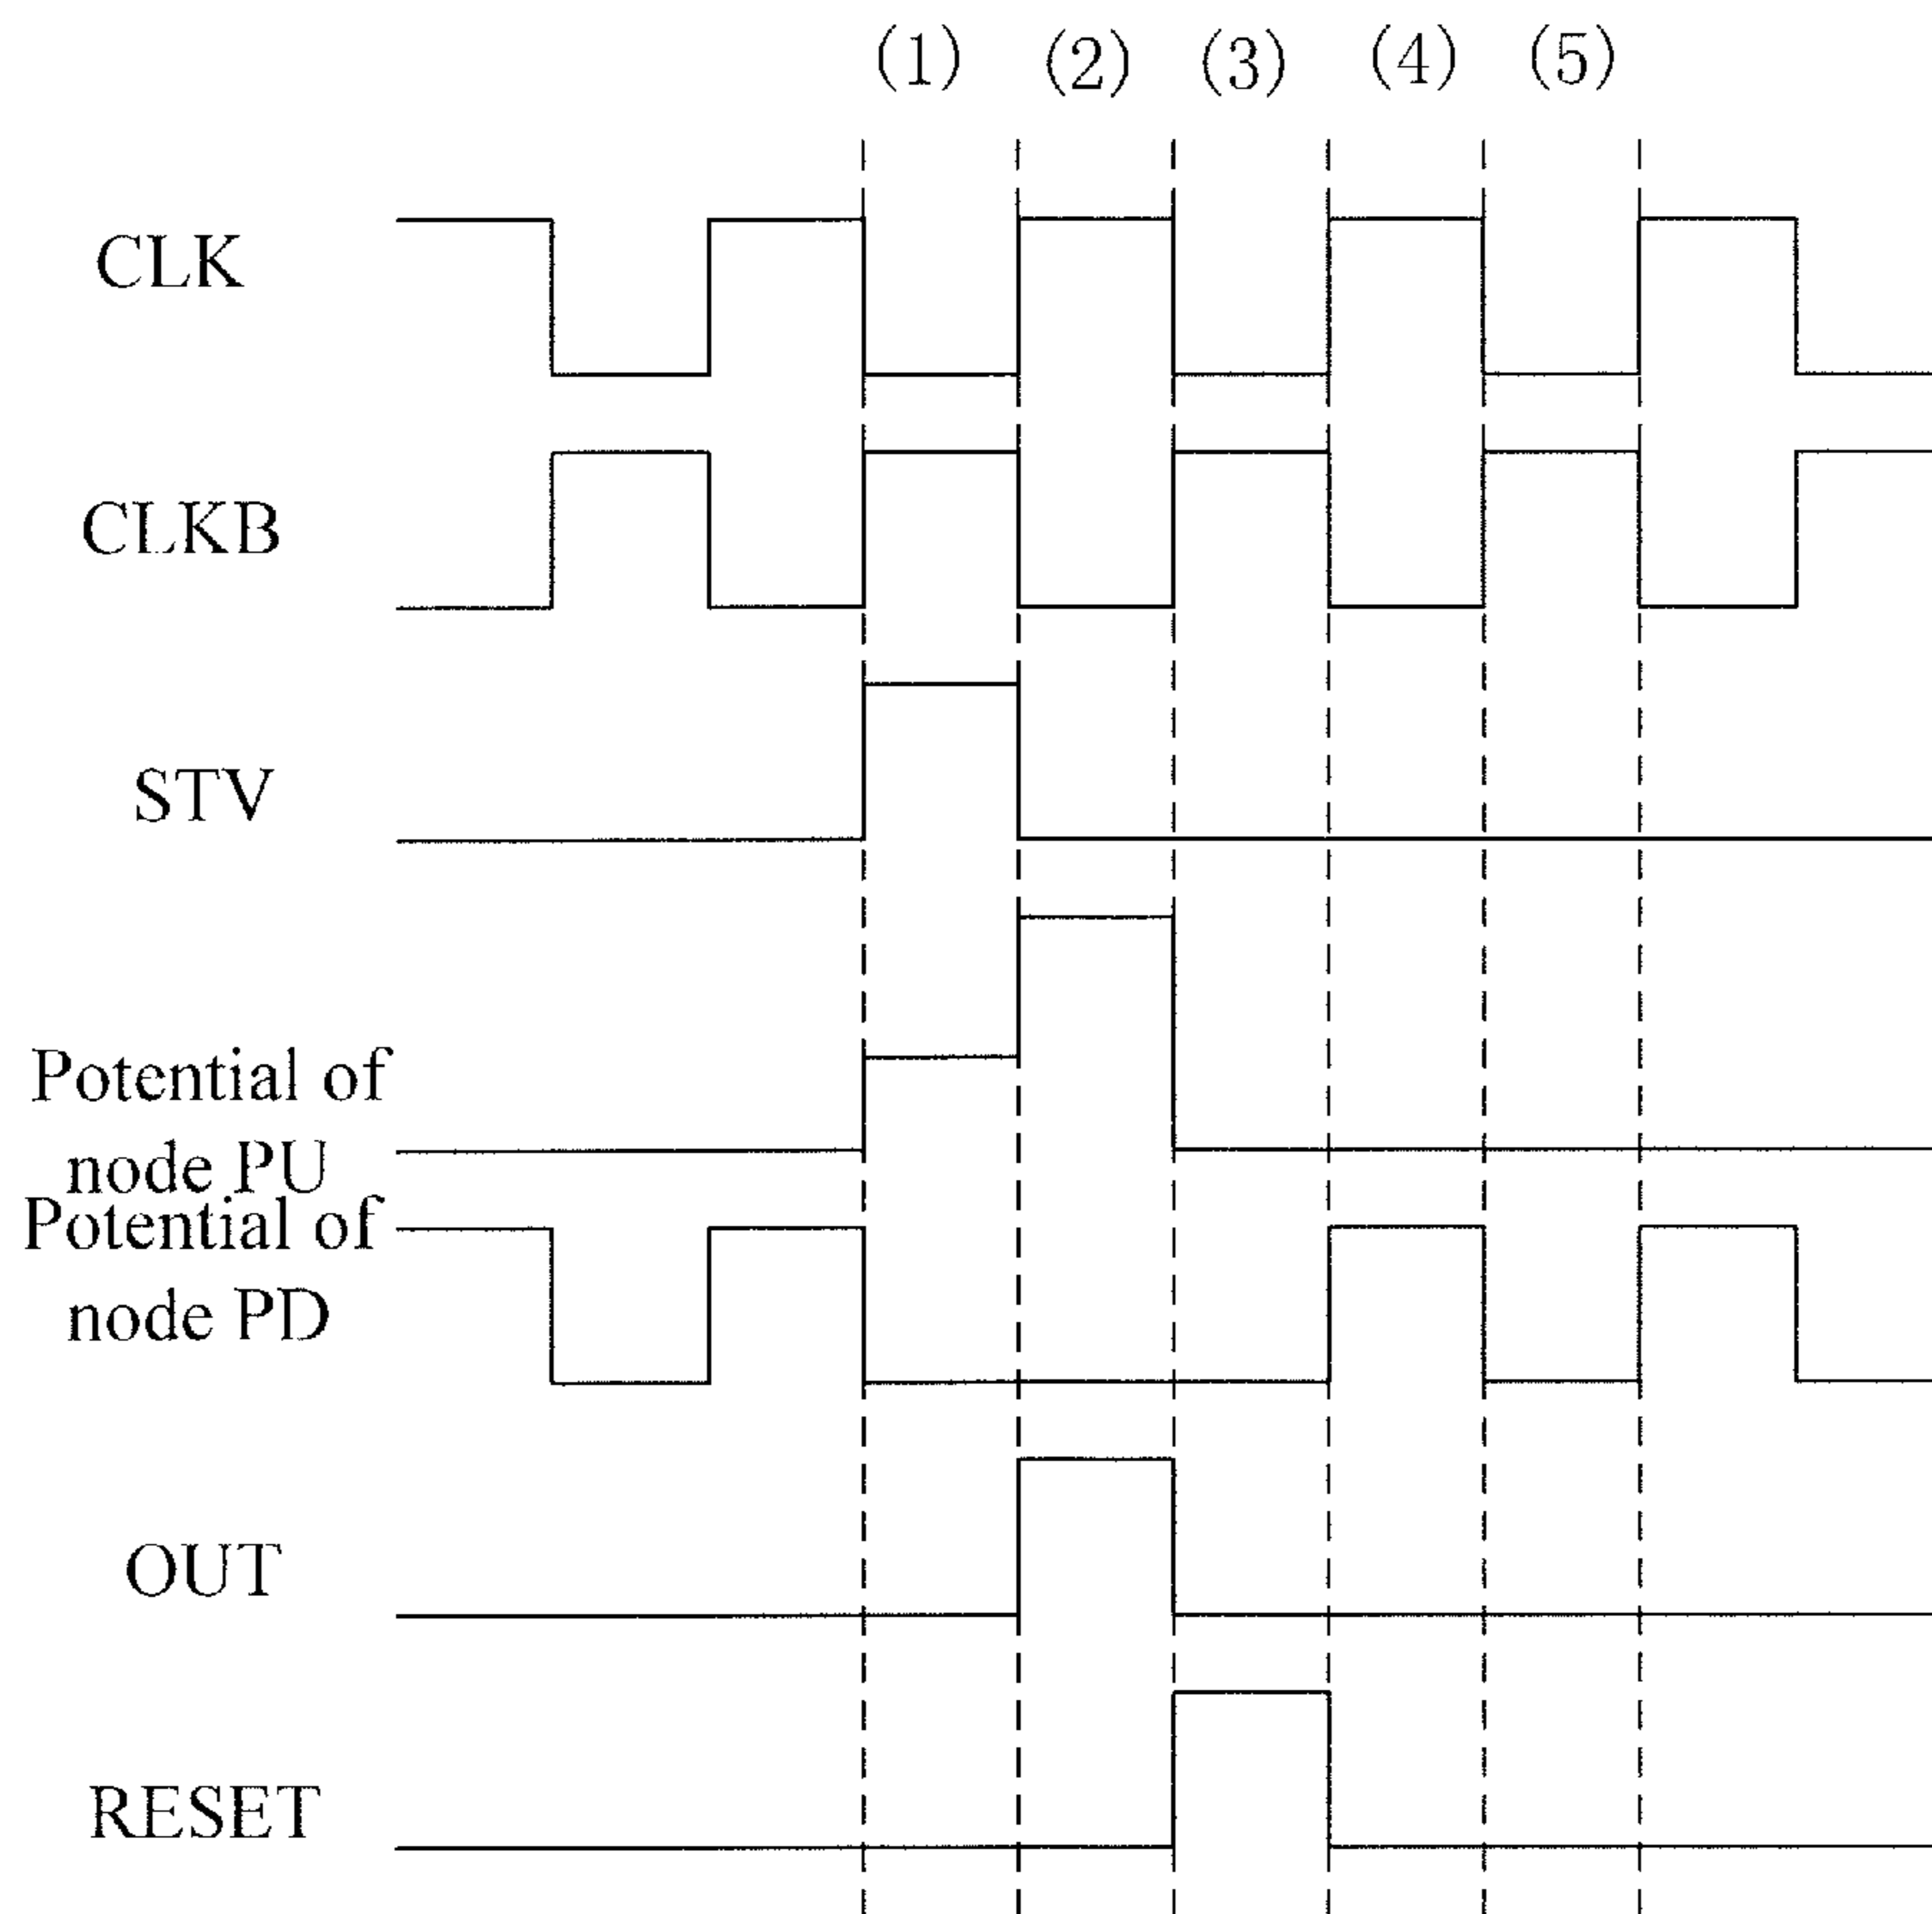 (1) (2) (3) (4) (5)
CLK
CLKB
STV
Potential of
node PU
Potential of
node PD
OUT
RESET